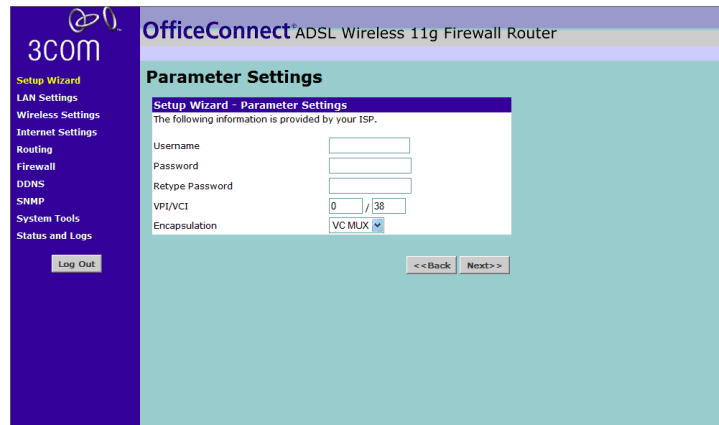 3COM
OfficeConnect® ADSL Wireless 11g Firewall Router
Setup Wizard
LAN Settings
Wireless Settings
Internet Settings
Routing
Firewall
DDNS
SNMP
System Tools
Status and Logs
Log Out
Parameter Settings
Setup Wizard - Parameter Settings
The following information is provided by your ISP.
Username
Password
Retype Password
VPI/VCI 0 / 38
Encapsulation VC MUX
<<Back Next>>